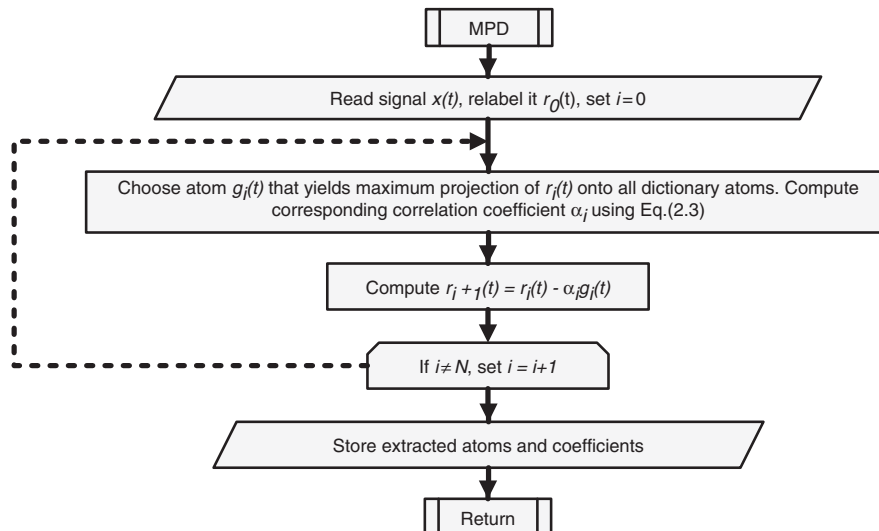 MPD
Read signal x(t), relabel it r0(t), set i=0
Choose atom gi(t) that yields maximum projection of ri(t) onto all dictionary atoms. Compute
corresponding correlation coefficient αi using Eq.(2.3)
Compute ri +1(t) = ri(t) - αigi(t)
If i≠N, set i = i+1
Store extracted atoms and coefficients
Return